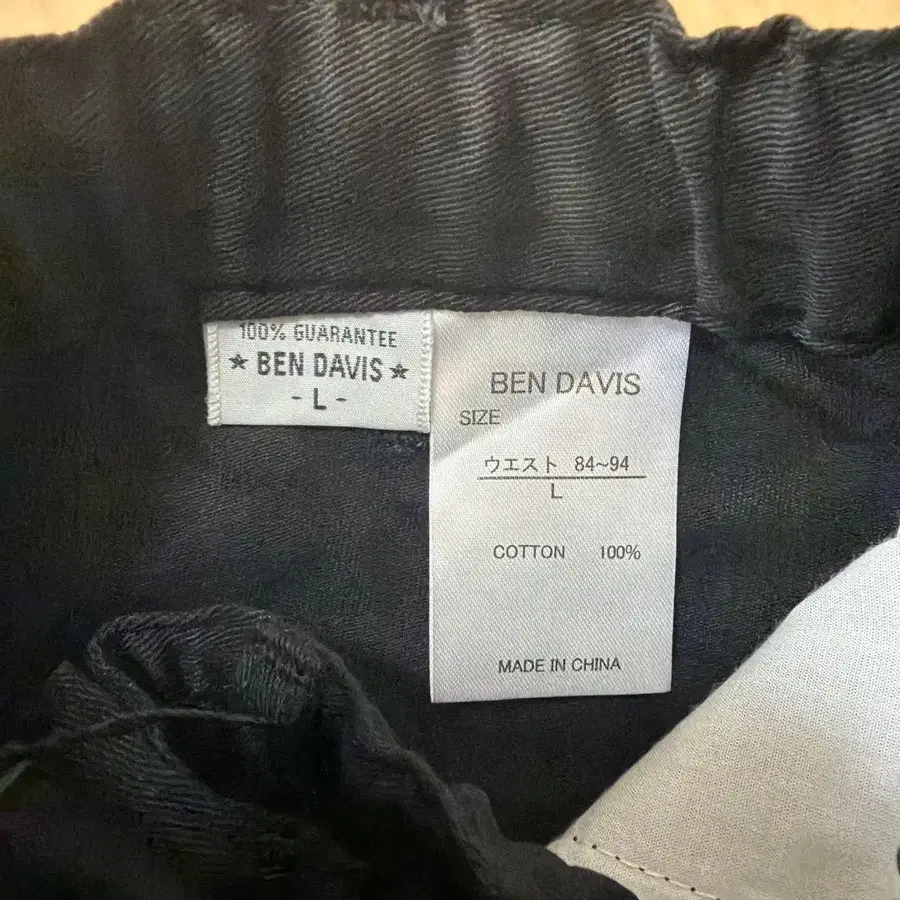 100% GUARANTEE
★ BEN DAVIS ★
- L -
BEN DAVIS
SIZE
ウエスト 84~94
L
COTTON 100%
MADE IN CHINA